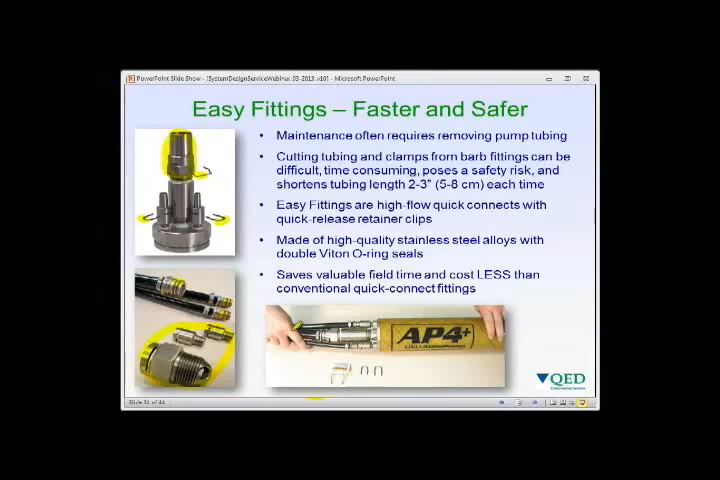 PowerPoint Slide Show - [SystemDesignServiceWebinar_03-2013_v10] - Microsoft PowerPoint
Easy Fittings – Faster and Safer
• Maintenance often requires removing pump tubing
• Cutting tubing and clamps from barb fittings can be
difficult, time consuming, poses a safety risk, and
shortens tubing length 2-3” (5-8 cm) each time
• Easy Fittings are high-flow quick connects with
quick-release retainer clips
• Made of high-quality stainless steel alloys with
double Viton O-ring seals
• Saves valuable field time and cost LESS than
conventional quick-connect fittings
AP4+
QED
Slide 31 of 44